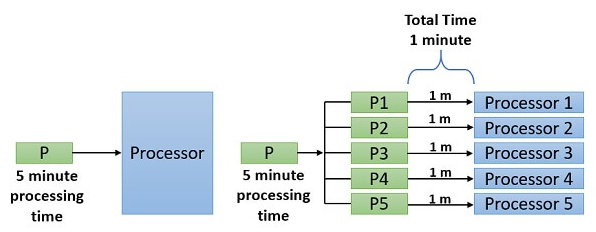 Total Time
1 minute
P
5 minute
processing
time
Processor
P
5 minute
processing
time
P1
1 m
Processor 1
P2
1 m
Processor 2
P3
1 m
Processor 3
P4
1 m
Processor 4
P5
1 m
Processor 5